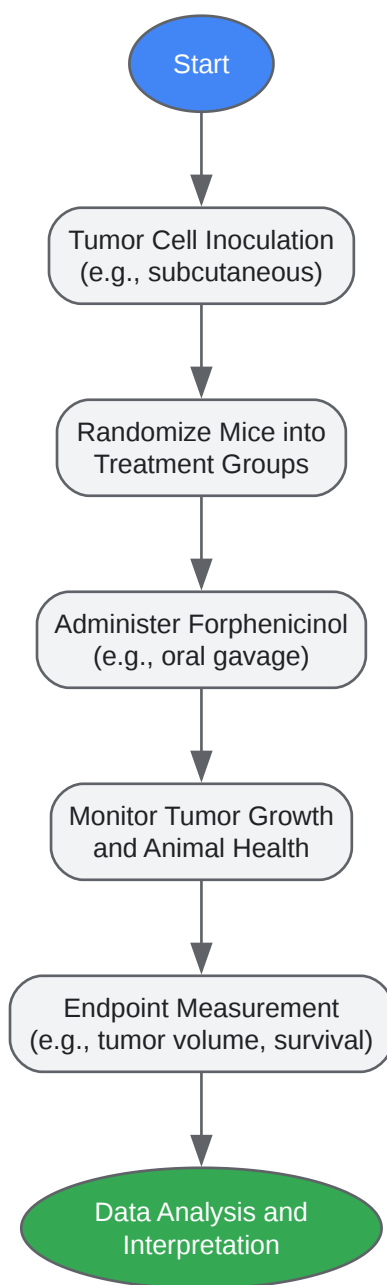 Start
Tumor Cell Inoculation
(e.g., subcutaneous)
Randomize Mice into
Treatment Groups
Administer Forphenicinol
(e.g., oral gavage)
Monitor Tumor Growth
and Animal Health
Endpoint Measurement
(e.g., tumor volume, survival)
Data Analysis and
Interpretation